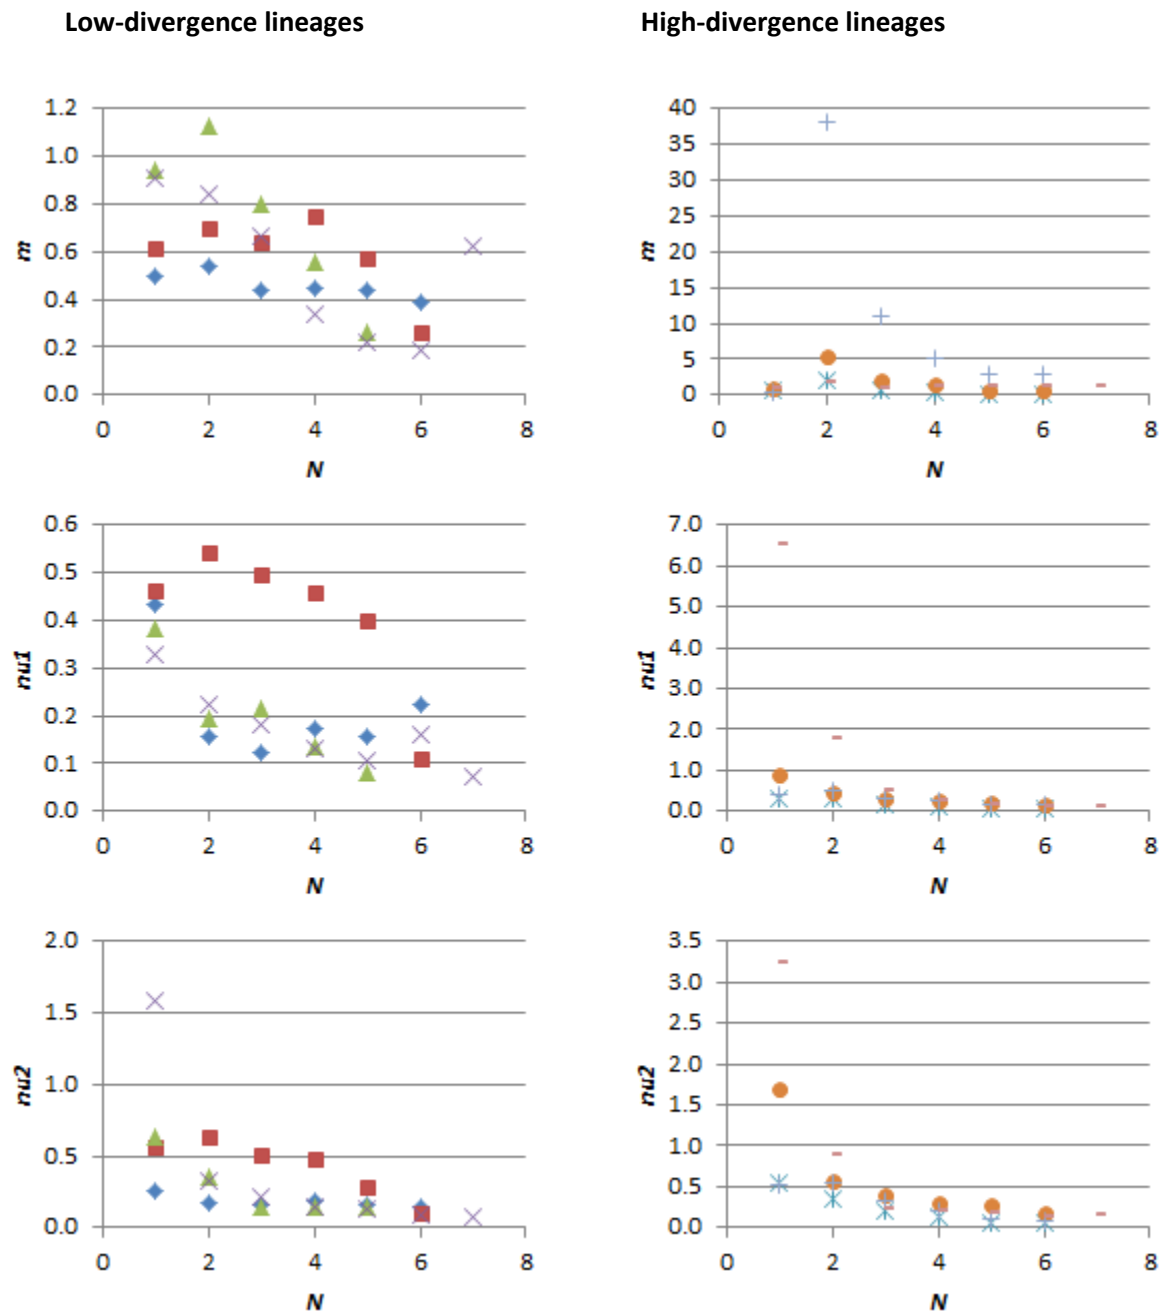 Low-divergence lineages
High-divergence lineages
1.2
1.0
0.8
0.6
0.4
0.2
0.0
m
0 2 4 6 8
N
40
35
30
25
20
15
10
5
0
m
0 2 4 6 8
N
0.6
0.5
0.4
0.3
0.2
0.1
0.0
nu1
0 2 4 6 8
N
7.0
6.0
5.0
4.0
3.0
2.0
1.0
0.0
nu1
0 2 4 6 8
N
2.0
1.5
1.0
0.5
0.0
nu2
0 2 4 6 8
N
3.5
3.0
2.5
2.0
1.5
1.0
0.5
0.0
nu2
0 2 4 6 8
N